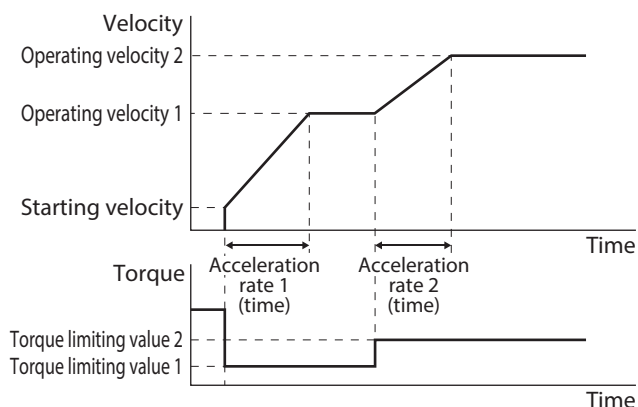 Velocity
Operating velocity 2
Operating velocity 1
Starting velocity
Time
Acceleration
rate 1
(time)
Acceleration
rate 2
(time)
Torque
Torque limiting value 2
Torque limiting value 1
Time